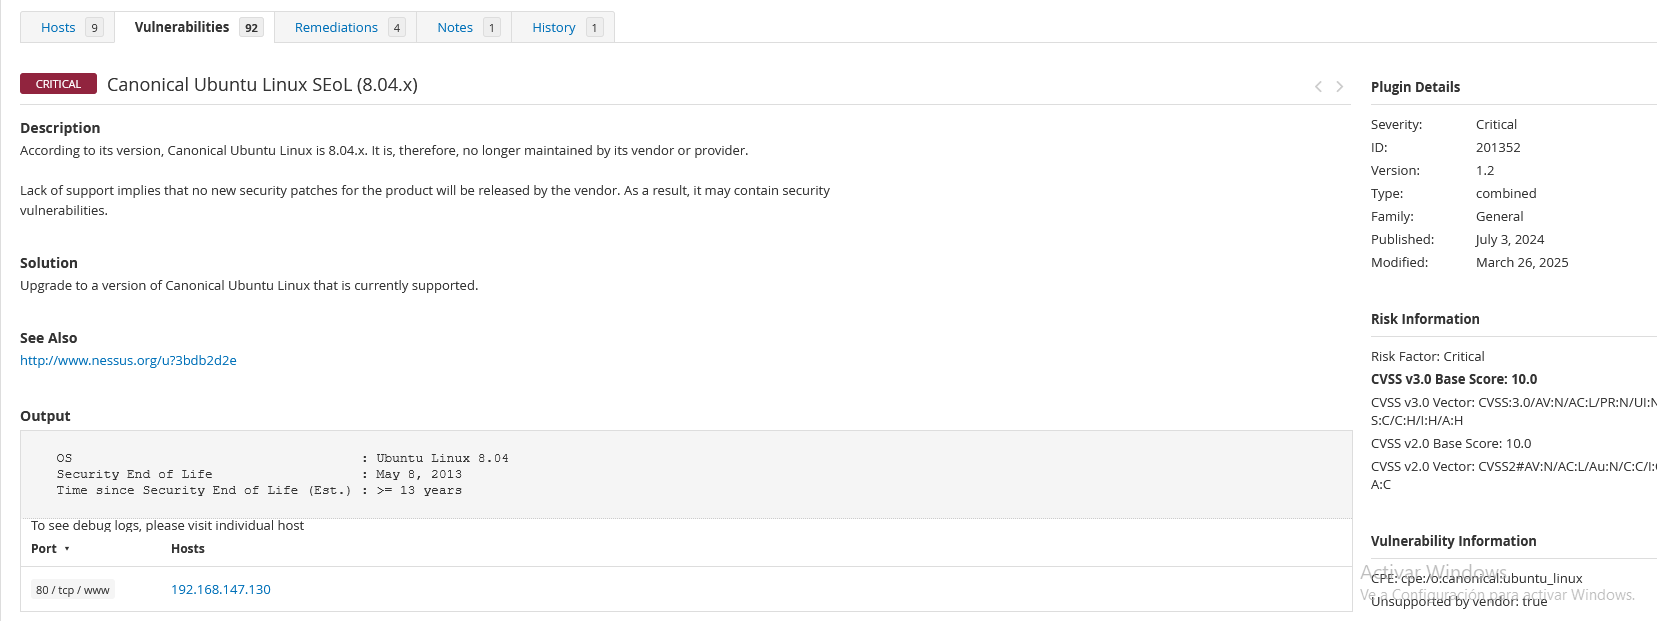 Hosts 9 Vulnerabilities 92 Remediations 4 Notes 1 History 1
CRITICAL Canonical Ubuntu Linux SEoL (8.04.x)
Description
According to its version, Canonical Ubuntu Linux is 8.04.x. It is, therefore, no longer maintained by its vendor or provider.
Lack of support implies that no new security patches for the product will be released by the vendor. As a result, it may contain security
vulnerabilities.
Solution
Upgrade to a version of Canonical Ubuntu Linux that is currently supported.
See Also
http://www.nessus.org/u?3bdb2d2e
Output
OS : Ubuntu Linux 8.04
Security End of Life : May 8, 2013
Time since Security End of Life (Est.) : >= 13 years
To see debug logs, please visit individual host
Port Hosts
80 / tcp / www 192.168.147.130
Plugin Details
Severity: Critical
ID: 201352
Version: 1.2
Type: combined
Family: General
Published: July 3, 2024
Modified: March 26, 2025
Risk Information
Risk Factor: Critical
CVSS v3.0 Base Score: 10.0
CVSS v3.0 Vector: CVSS:3.0/AV:N/AC:L/PR:N/UI:N
S:C/C:H/I:H/A:H
CVSS v2.0 Base Score: 10.0
CVSS v2.0 Vector: CVSS2#AV:N/AC:L/Au:N/C:C/I:C
A:C
Vulnerability Information
CPE: cpe:/o:canonical:ubuntu_linux
Unsupported by vendor: true
Activar Windows
Ve a Configuración para activar Windows.